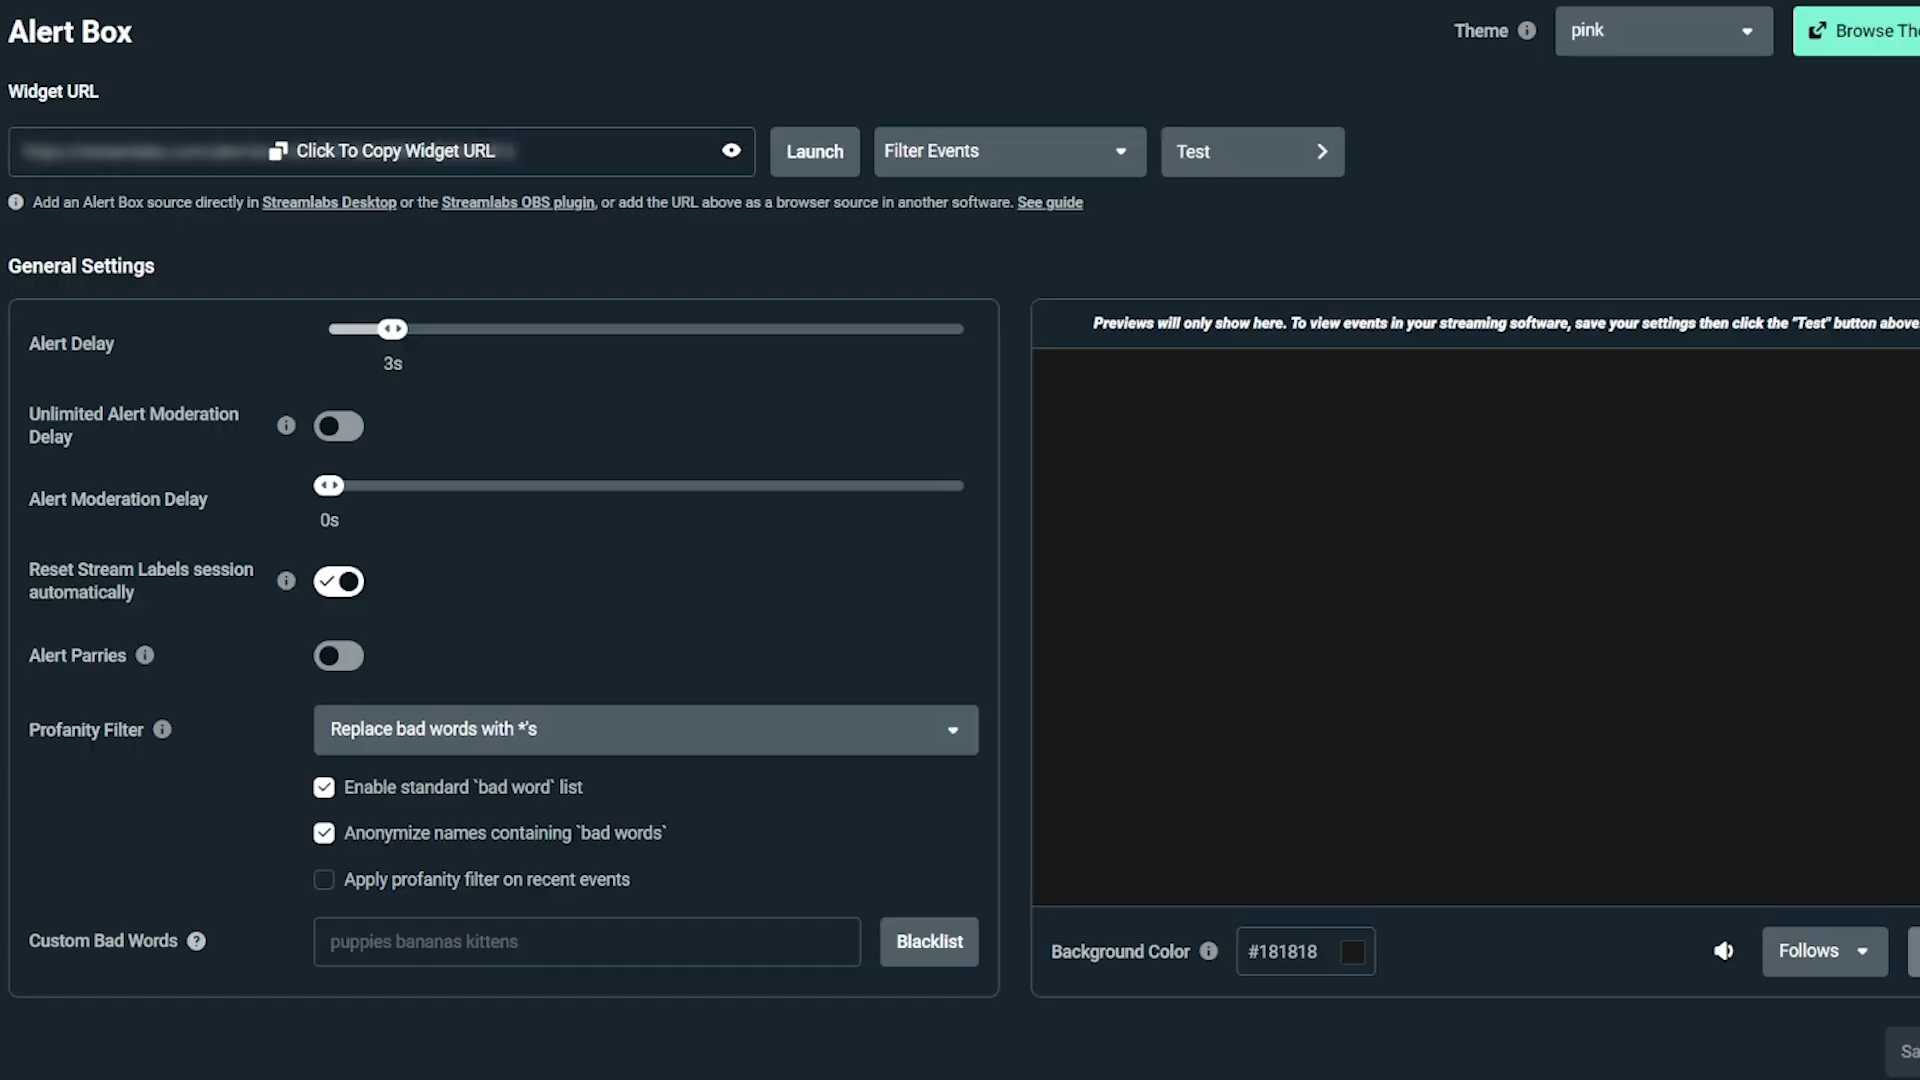 Alert Box
Theme
pink
Browse
Widget URL
Click To Copy Widget URL
Launch
Filter Events
Test
Add an Alert Box source directly in Streamlabs Desktop or the Streamlabs OBS plugin, or add the URL above as a browser source in another software. See guide
General Settings
Alert Delay
3s
Unlimited Alert Moderation
Delay
Alert Moderation Delay
0s
Reset Stream Labels session
automatically
Alert Parries
Profanity Filter
Replace bad words with *'s
Enable standard `bad word` list
Anonymize names containing `bad words`
Apply profanity filter on recent events
Custom Bad Words
puppies bananas kittens
Blacklist
Previews will only show here. To view events in your streaming software, save your settings then click the "Test" button above
Background Color
#181818
Follows